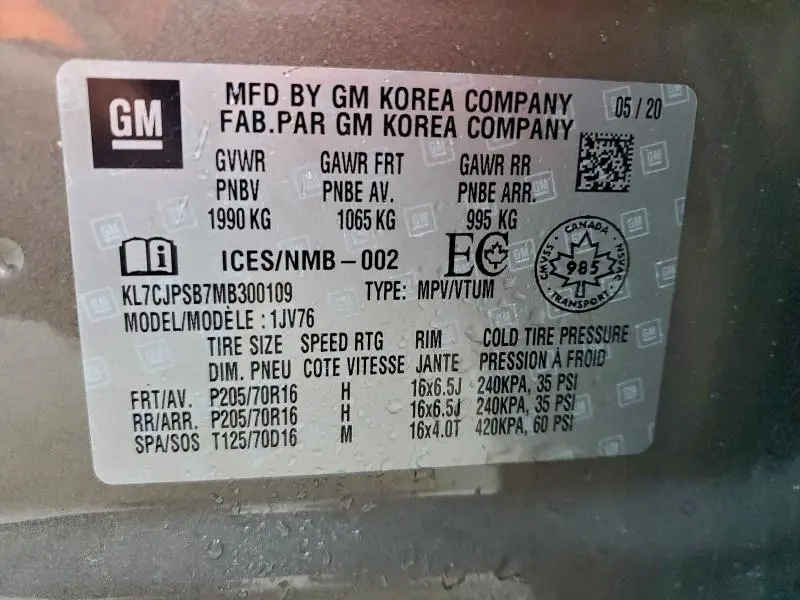 GM
MFD BY GM KOREA COMPANY 05 / 20
FAB.PAR GM KOREA COMPANY
GVWR GAWR FRT GAWR RR
PNBV PNBE AV. PNBE ARR.
1990 KG 1065 KG 995 KG
i ICES/NMB-002 EC
CANADA
CMVSS 985 NSVAC
TRANSPORT
KL7CJPSB7MB300109 TYPE: MPV/VTUM
MODEL/MODÈLE : 1JV76
TIRE SIZE SPEED RTG RIM COLD TIRE PRESSURE
DIM. PNEU COTE VITESSE JANTE PRESSION À FROID
FRT/AV. P205/70R16 H 16x6.5J 240KPA, 35 PSI
RR/ARR. P205/70R16 H 16x6.5J 240KPA, 35 PSI
SPA/SOS T125/70D16 M 16x4.0T 420KPA, 60 PSI